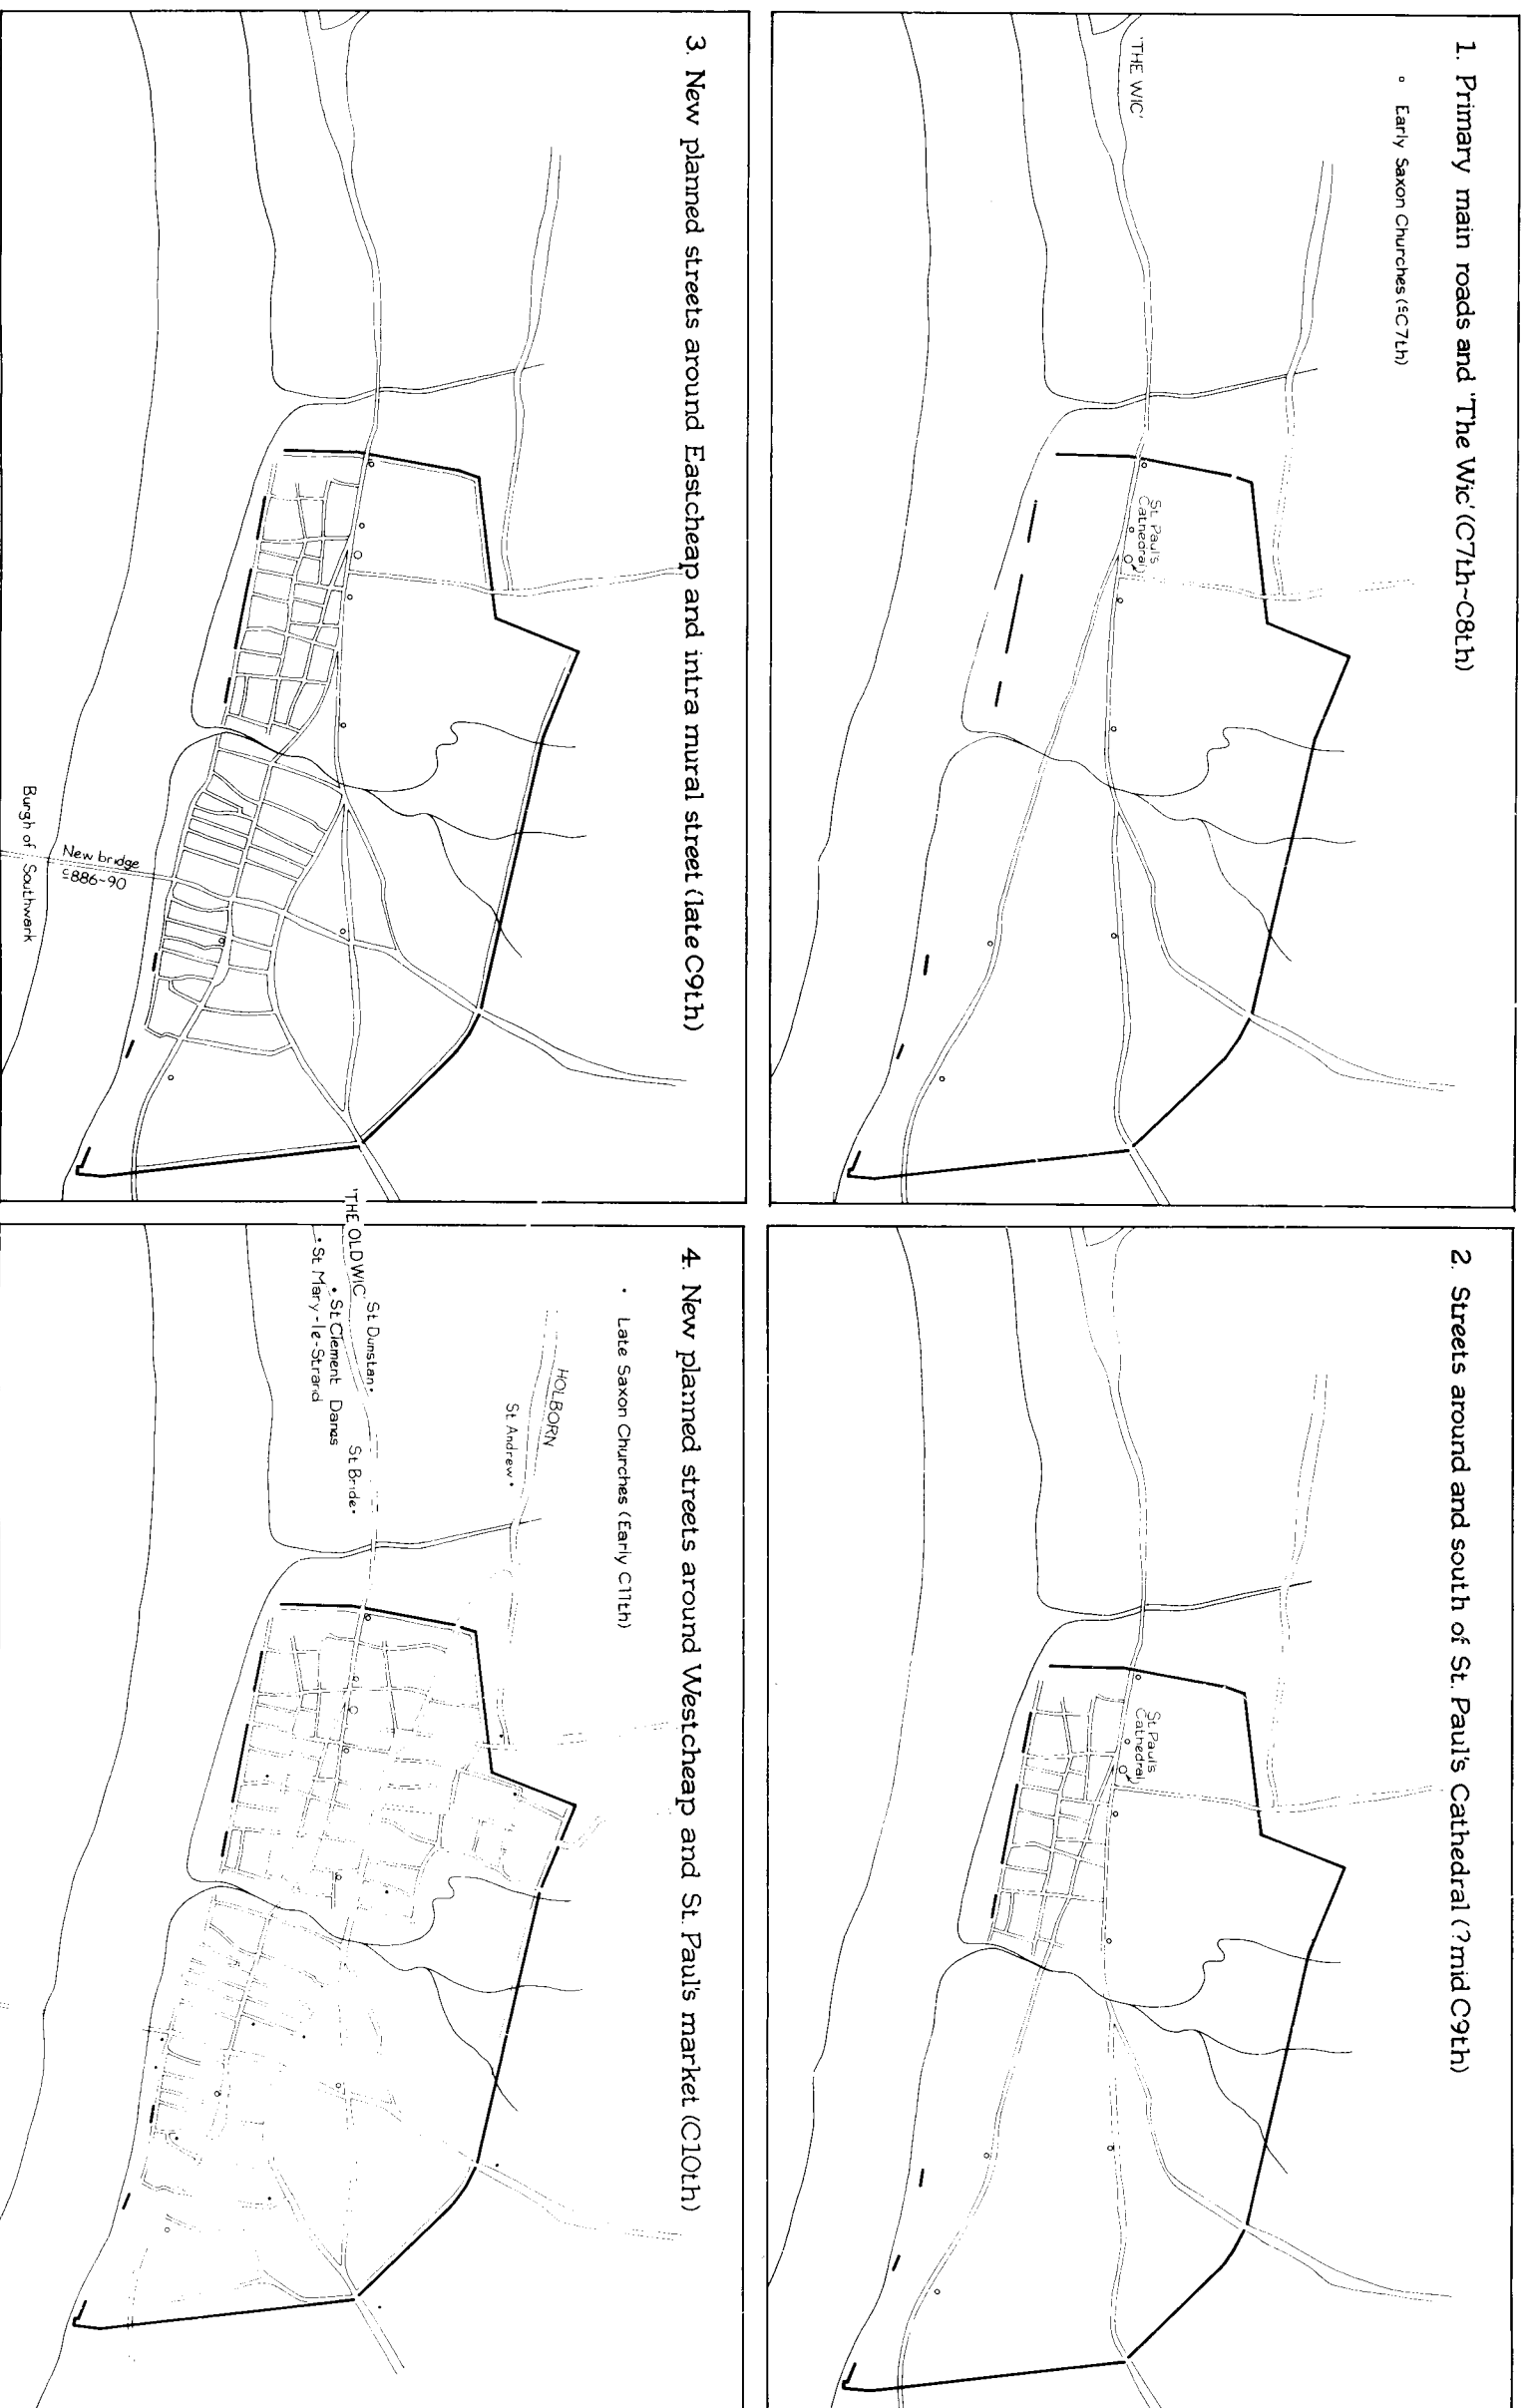 1. Primary main roads and 'The Wic' (C7th~C8th)
° Early Saxon Churches (ᶜC7th)
'THE WIC'
St. Paul's
Cathedral
2. Streets around and south of St. Paul's Cathedral (?mid C9th)
St. Paul's
Cathedral
3. New planned streets around Eastcheap and intra mural street (late C9th)
New bridge
ᶜ886-90
Burgh of Southwark
4. New planned streets around Westcheap and St. Paul's market (C10th)
• Late Saxon Churches (Early C11th)
HOLBORN
St Andrew •
St Dunstan •
'THE OLD WIC'
St Bride •
• St Clement Danes
• St Mary-le-Strand